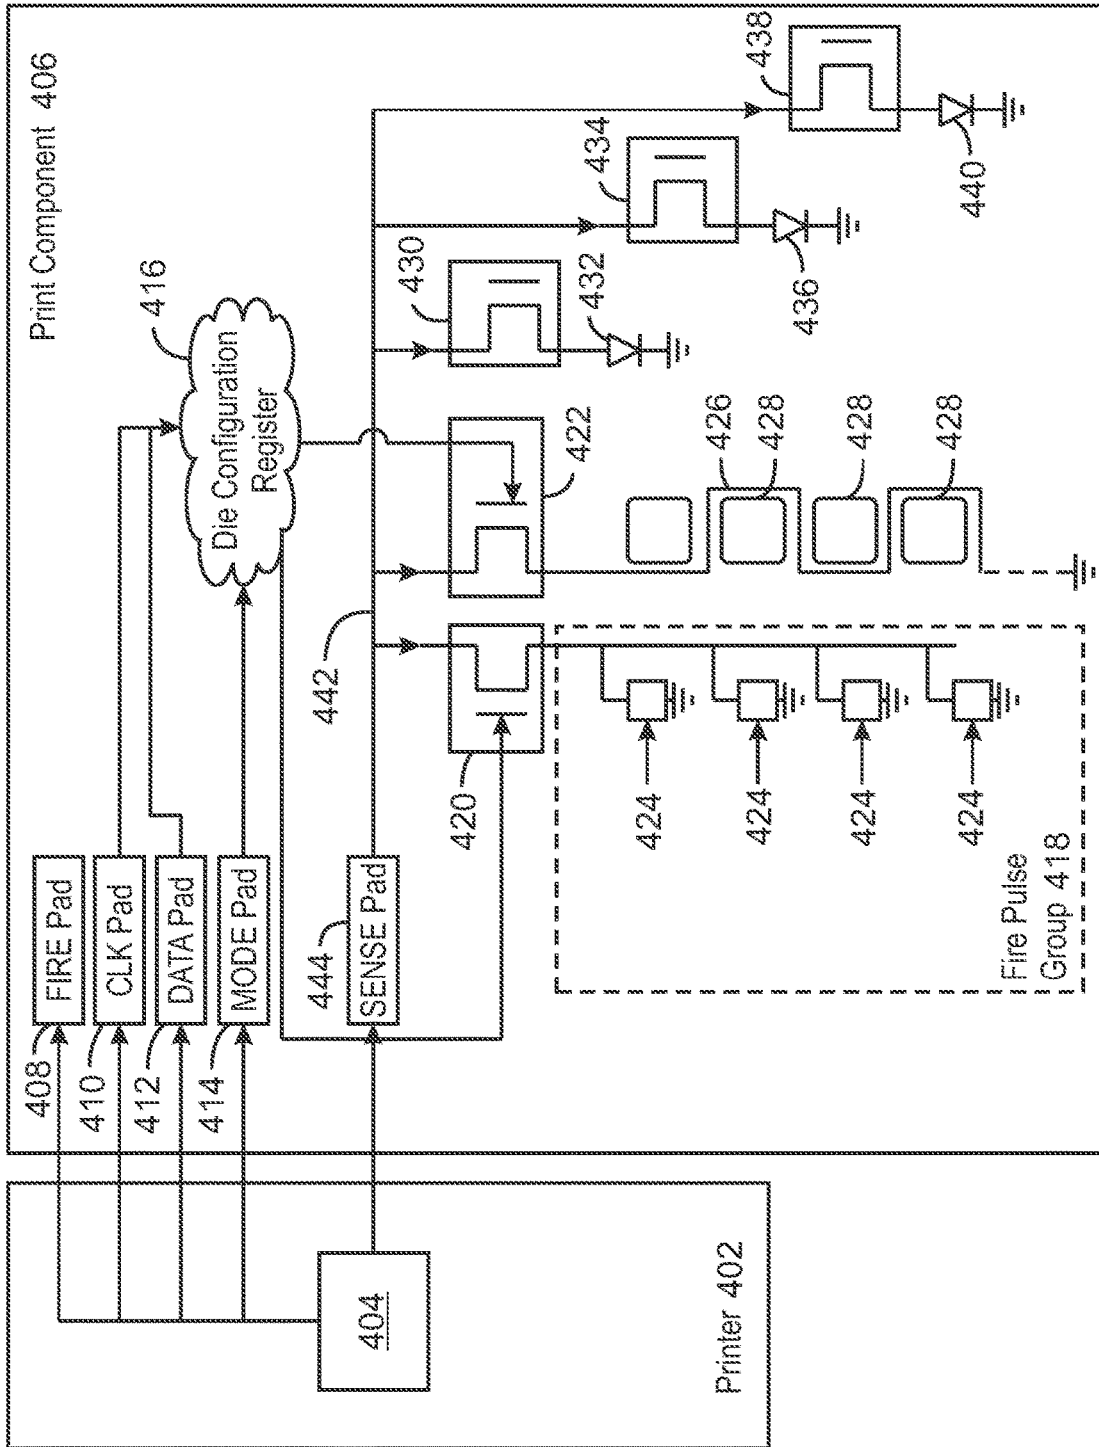 Print Component 406
416
Die Configuration
Register
FIRE Pad
CLK Pad
DATA Pad
MODE Pad
408
410
412
414
444
SENSE Pad
442
420
422
430
432
434
436
438
440
426
428
428
428
424
424
424
424
Fire Pulse
Group 418
404
Printer 402